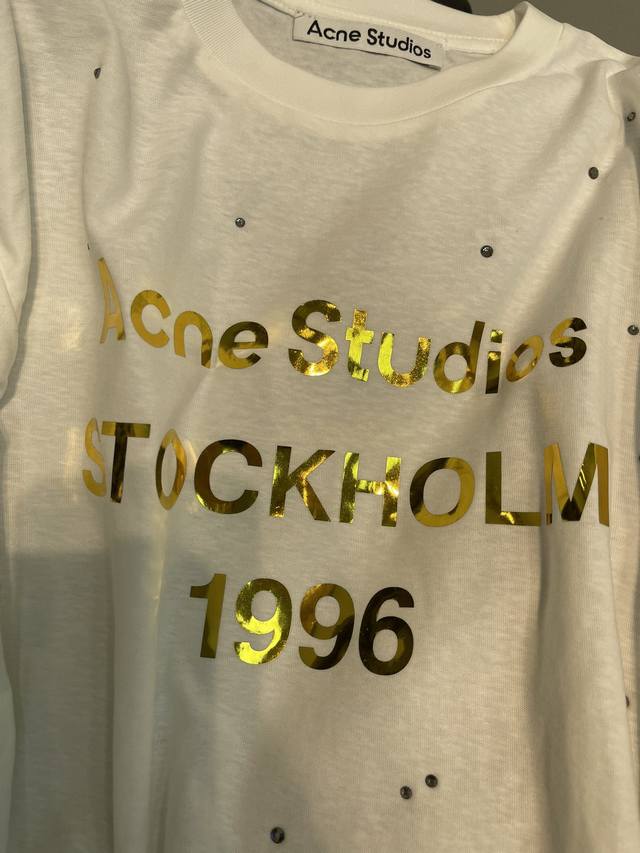 Acne Studios
Acne Studios
STOCKHOLM
1996